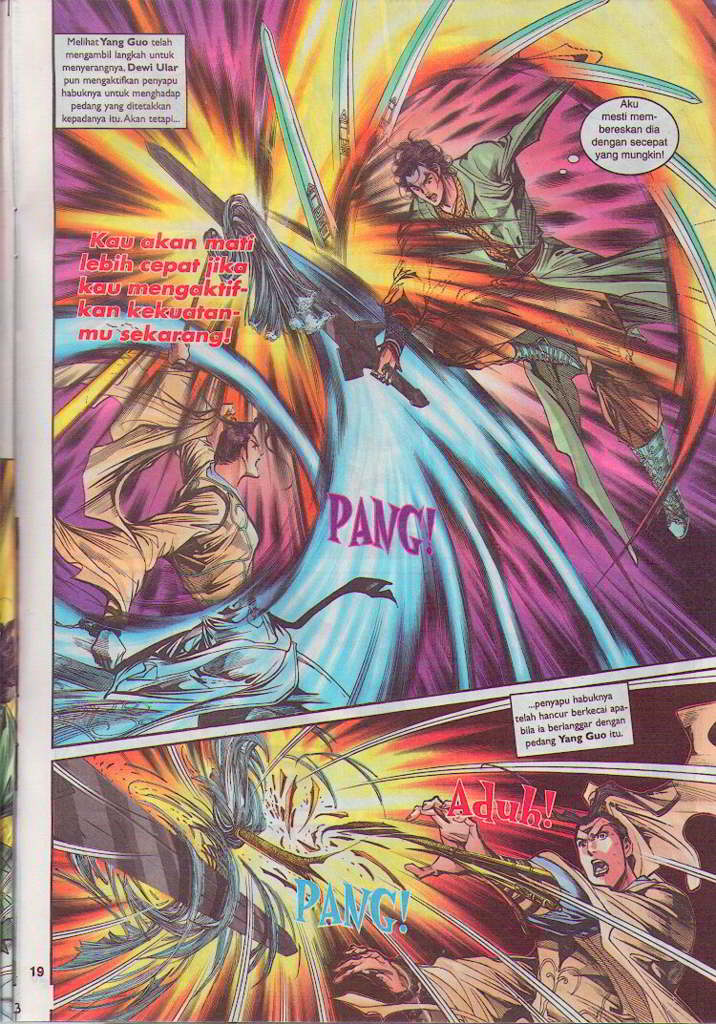 Melihat Yang Guo telah
mengambil langkah untuk
menyerangnya, Dewi Ular
pun mengaktifkan penyapu
habuknya untuk menghadap
pedang yang ditetakkan
kepadanya itu. Akan tetapi...
Aku
mesti mem-
bereskan dia
dengan secepat
yang mungkin!
Kau akan mati
lebih cepat jika
kau mengaktif-
kan kekuatan-
mu sekarang!
PANG!
...penyapu habuknya
telah hancur berkecai apa-
bila ia berlanggar dengan
pedang Yang Guo itu.
Aduh!
PANG!
19
3